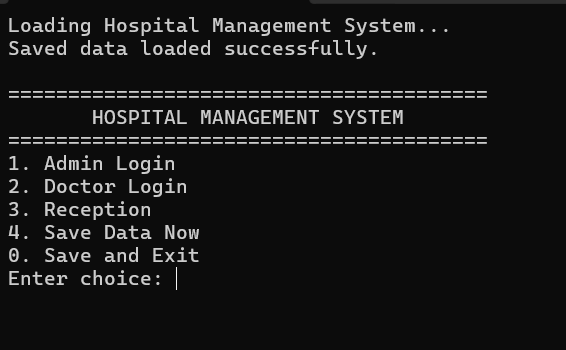 Loading Hospital Management System...
Saved data loaded successfully.
========================================
HOSPITAL MANAGEMENT SYSTEM
========================================
1. Admin Login
2. Doctor Login
3. Reception
4. Save Data Now
0. Save and Exit
Enter choice: